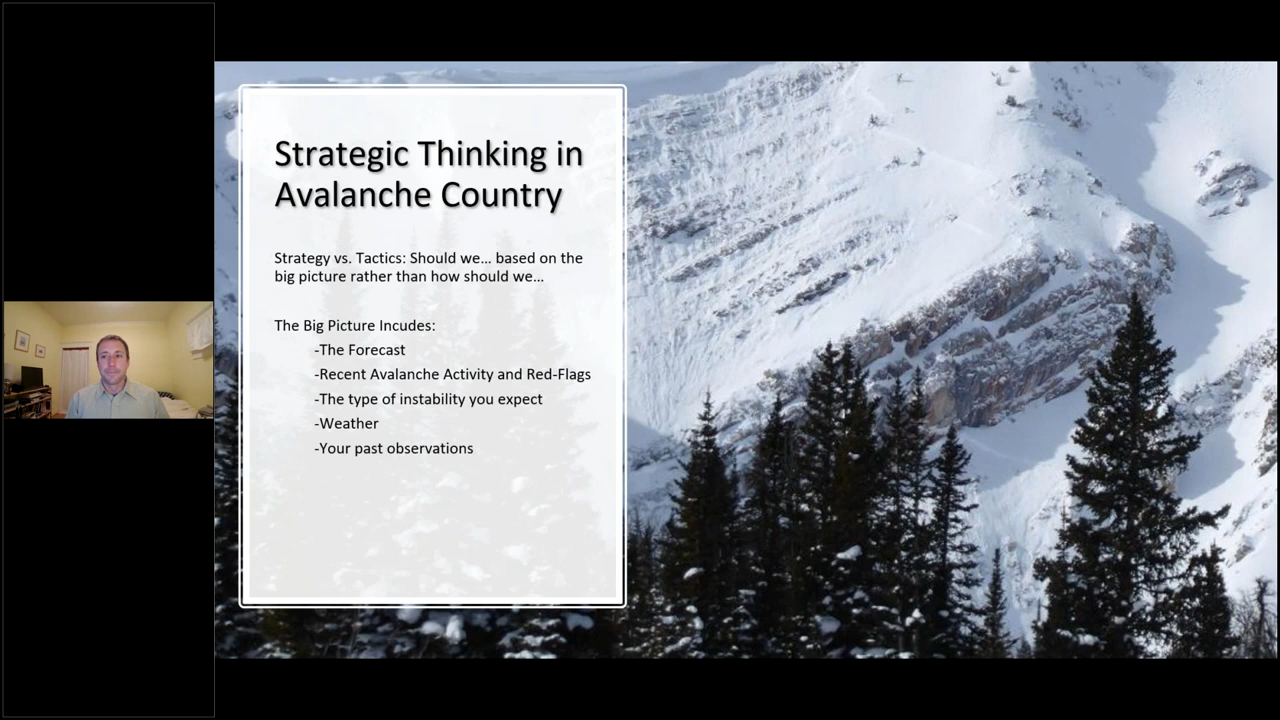 Strategic Thinking in
Avalanche Country
Strategy vs. Tactics: Should we… based on the
big picture rather than how should we…
The Big Picture Incudes:
-The Forecast
-Recent Avalanche Activity and Red-Flags
-The type of instability you expect
-Weather
-Your past observations